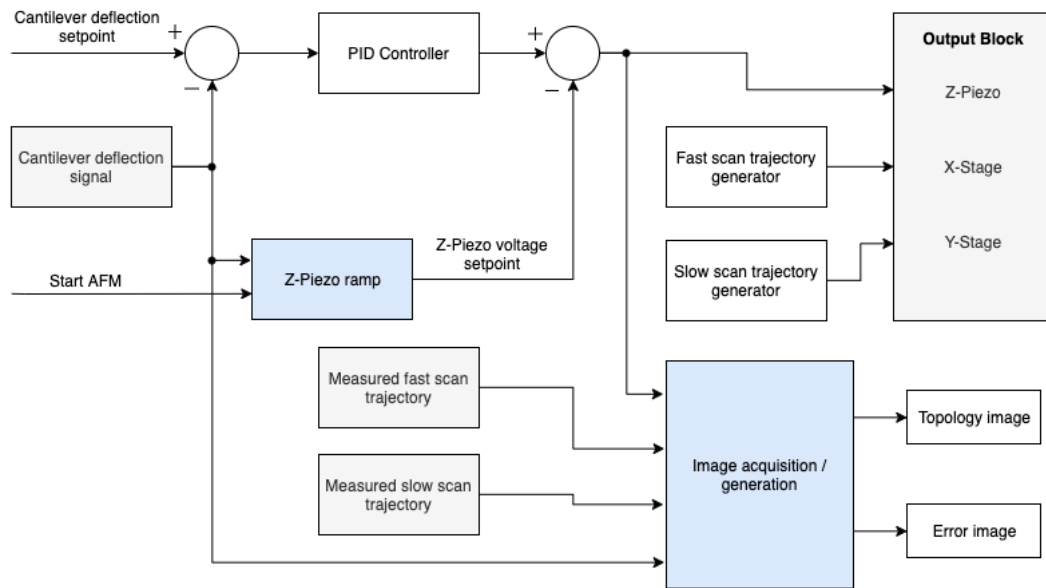 Cantilever deflection
setpoint
+
−
PID Controller
+
−
Output Block
Z-Piezo
X-Stage
Y-Stage
Cantilever deflection
signal
Fast scan trajectory
generator
Z-Piezo voltage
setpoint
Start AFM
Z-Piezo ramp
Slow scan trajectory
generator
Measured fast scan
trajectory
Measured slow scan
trajectory
Image acquisition /
generation
Topology image
Error image